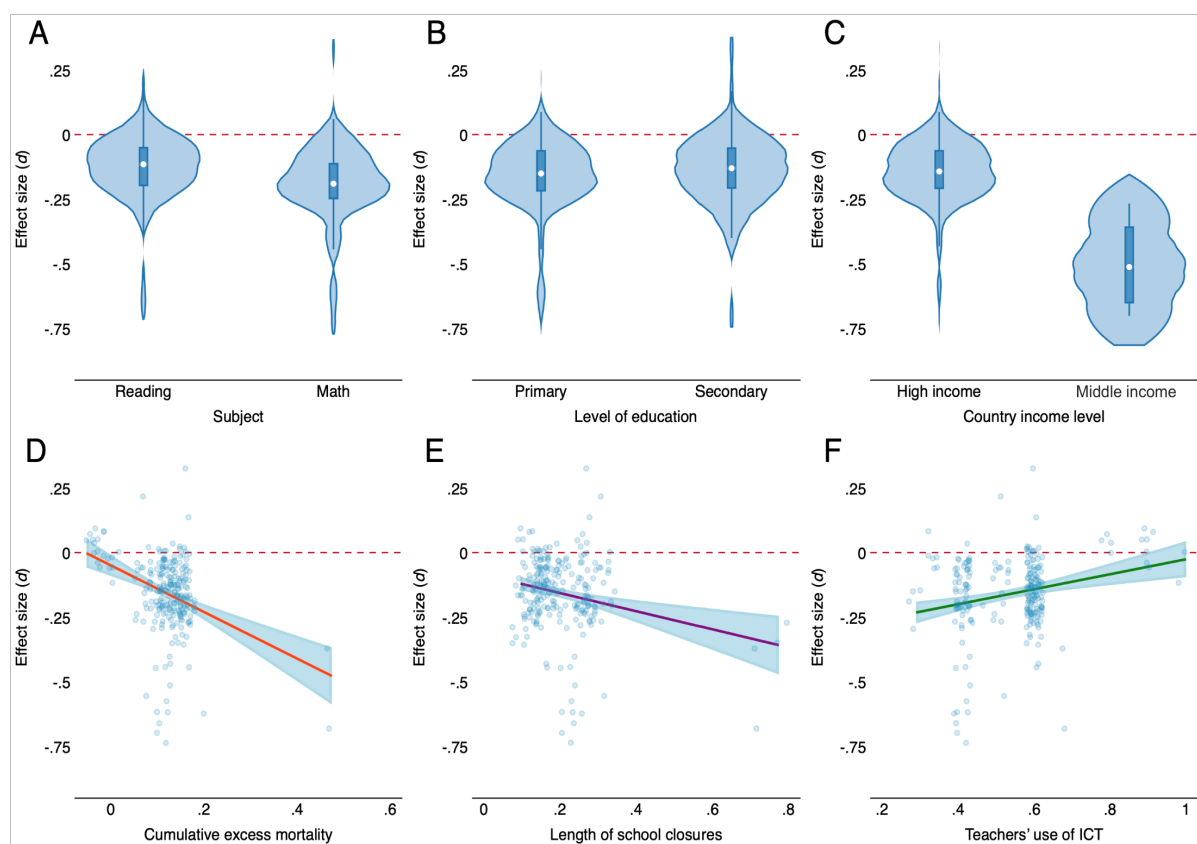 A
B
C
Effect size (d)
.25
0
-.25
-.5
-.75
Reading
Math
Subject
Effect size (d)
.25
0
-.25
-.5
-.75
Primary
Secondary
Level of education
Effect size (d)
.25
0
-.25
-.5
-.75
High income
Middle income
Country income level
D
E
F
Effect size (d)
.25
0
-.25
-.5
-.75
0
.2
.4
.6
Cumulative excess mortality
Effect size (d)
.25
0
-.25
-.5
-.75
0
.2
.4
.6
.8
Length of school closures
Effect size (d)
.25
0
-.25
-.5
-.75
.2
.4
.6
.8
1
Teachers’ use of ICT